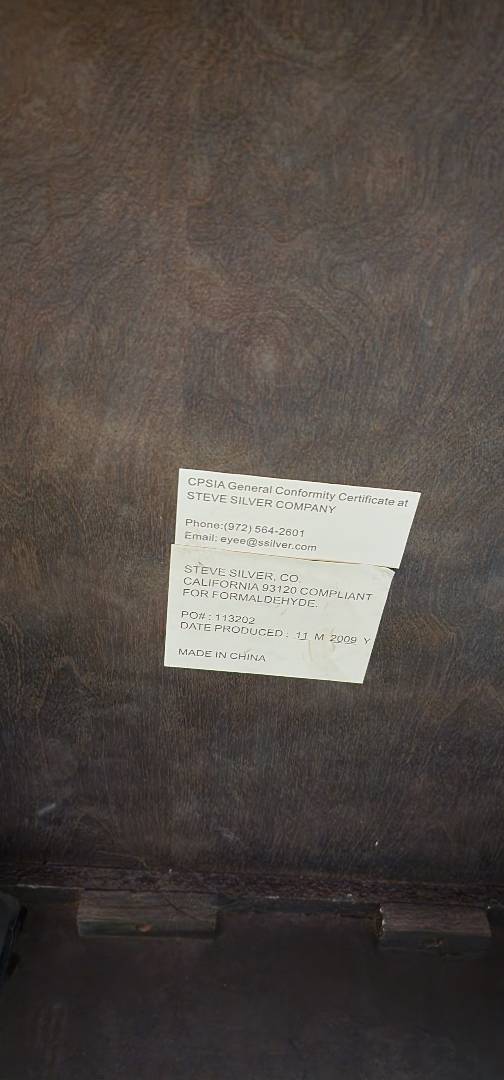 CPSIA General Conformity Certificate at
STEVE SILVER COMPANY
Phone:(972) 564-2601
Email: eyee@ssilver.com
STEVE SILVER, CO.
CALIFORNIA 93120 COMPLIANT
FOR FORMALDEHYDE.
PO# : 113202
DATE PRODUCED : 11 M 2009 Y
MADE IN CHINA